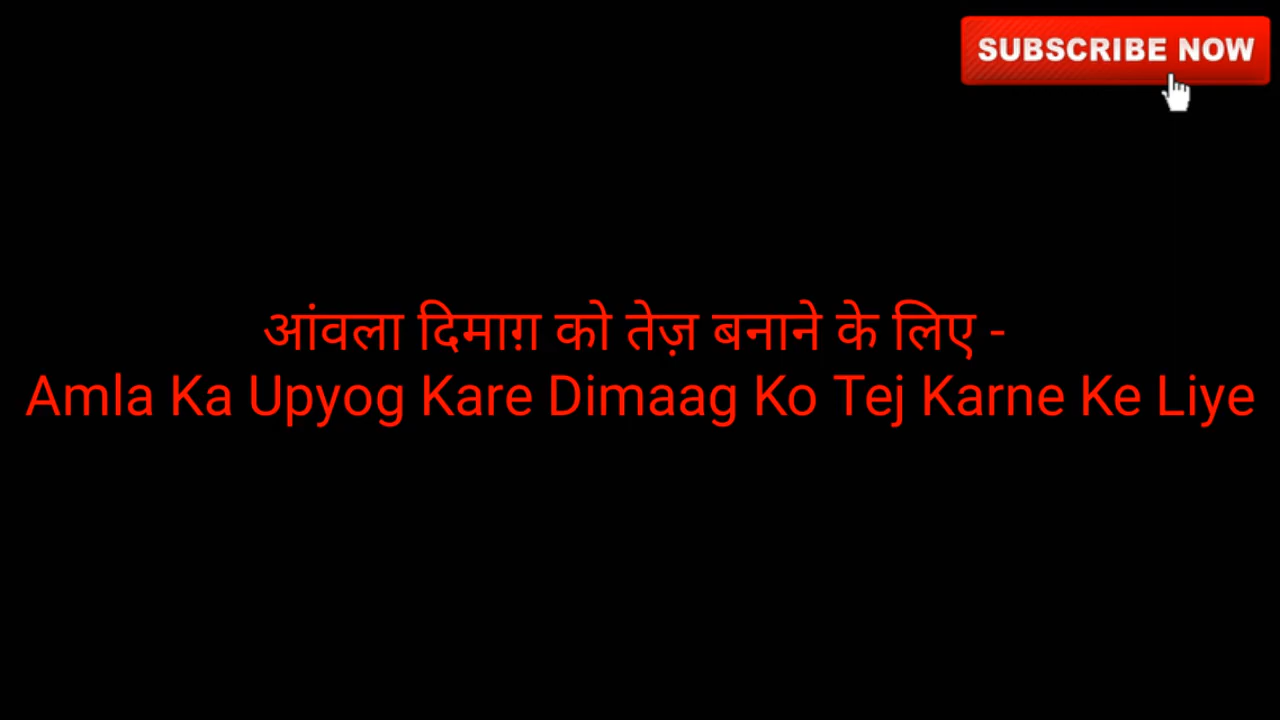 SUBSCRIBE NOW
आंवला दिमाग़ को तेज़ बनाने के लिए -
Amla Ka Upyog Kare Dimaag Ko Tej Karne Ke Liye